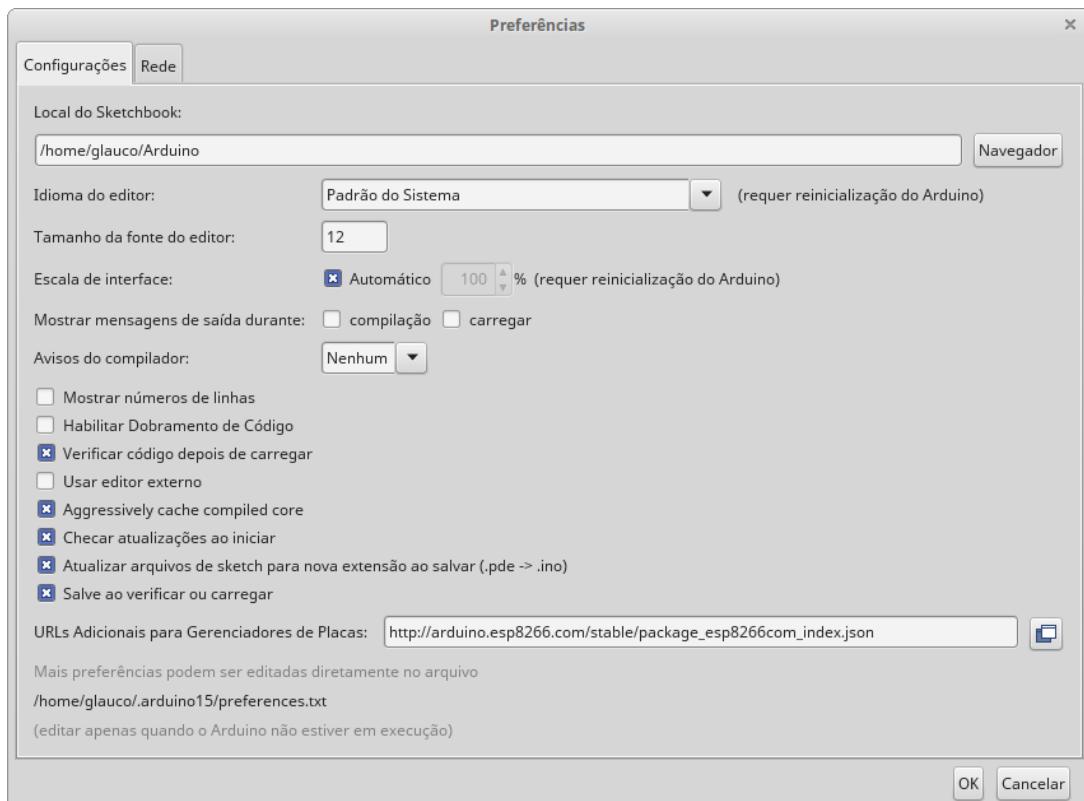 Preferências
Configurações Rede
Local do Sketchbook:
/home/glauco/Arduino Navegador
Idioma do editor: Padrão do Sistema (requer reinicialização do Arduino)
Tamanho da fonte do editor: 12
Escala de interface: Automático 100 % (requer reinicialização do Arduino)
Mostrar mensagens de saída durante: compilação carregar
Avisos do compilador: Nenhum
Mostrar números de linhas
Habilitar Dobramento de Código
Verificar código depois de carregar
Usar editor externo
Aggressively cache compiled core
Checar atualizações ao iniciar
Atualizar arquivos de sketch para nova extensão ao salvar (.pde -> .ino)
Salve ao verificar ou carregar
URLs Adicionais para Gerenciadores de Placas: http://arduino.esp8266.com/stable/package_esp8266com_index.json
Mais preferências podem ser editadas diretamente no arquivo
/home/glauco/.arduino15/preferences.txt
(editar apenas quando o Arduino não estiver em execução)
OK Cancelar